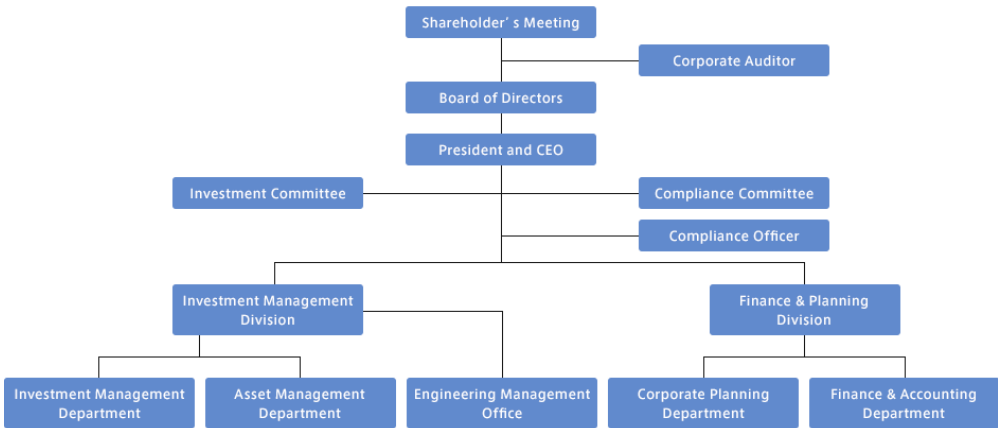 Shareholder’ s Meeting
Corporate Auditor
Board of Directors
President and CEO
Investment Committee
Compliance Committee
Compliance Officer
Investment Management
Division
Finance & Planning
Division
Investment Management
Department
Asset Management
Department
Engineering Management
Office
Corporate Planning
Department
Finance & Accounting
Department